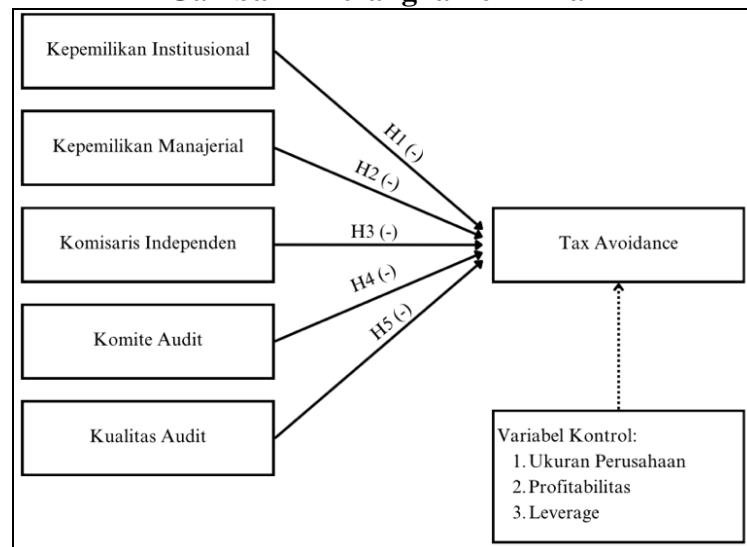 Kepemilikan Institusional
H1 (-)
Kepemilikan Manajerial
H2 (-)
Komisaris Independen
H3 (-)
Tax Avoidance
H4 (-)
Komite Audit
H5 (-)
Kualitas Audit
Variabel Kontrol:
1. Ukuran Perusahaan
2. Profitabilitas
3. Leverage